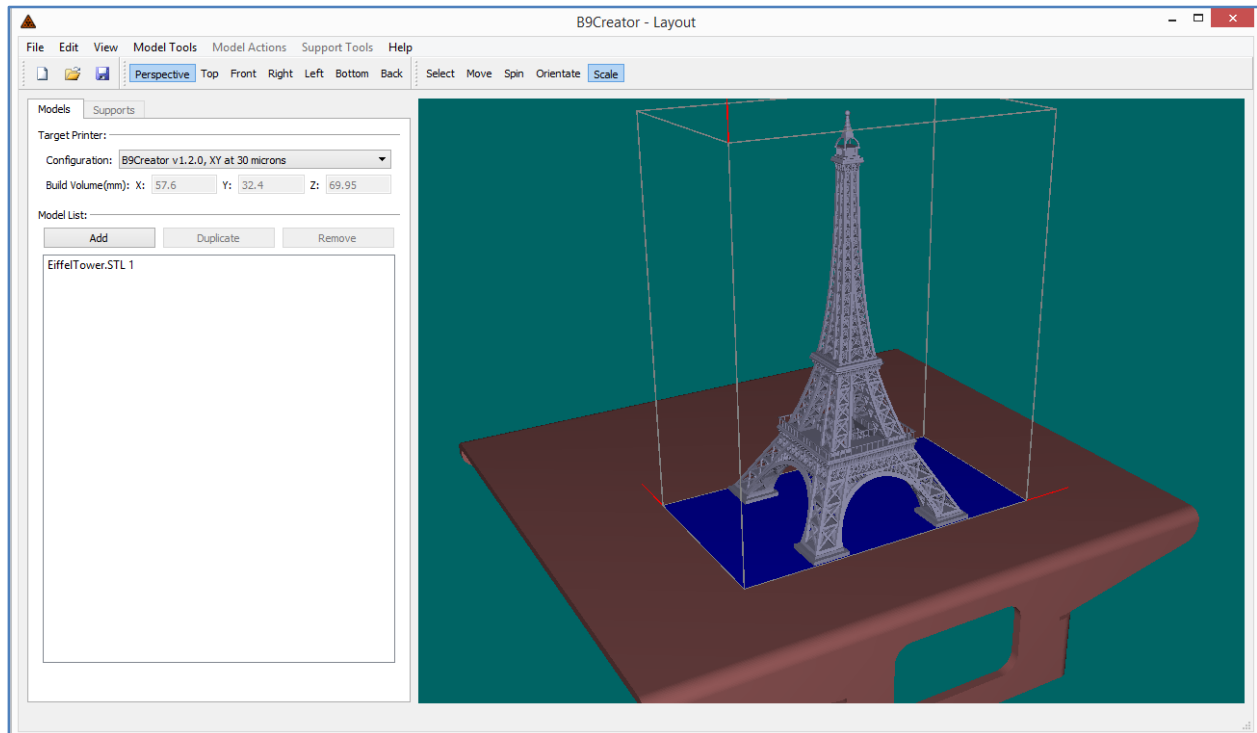 B9Creator - Layout
File Edit View Model Tools Model Actions Support Tools Help
Perspective Top Front Right Left Bottom Back Select Move Spin Orientate Scale
Models Supports
Target Printer:
Configuration: B9Creator v1.2.0, XY at 30 microns
Build Volume(mm): X: 57.6 Y: 32.4 Z: 69.95
Model List:
Add Duplicate Remove
EiffelTower.STL 1